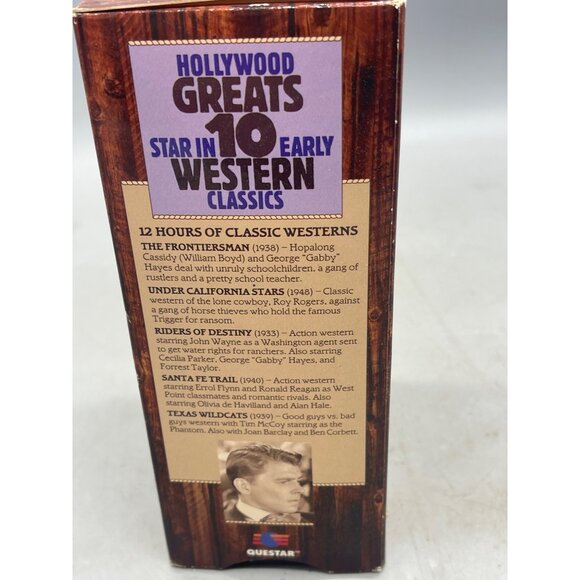 HOLLYWOOD
GREATS
STAR IN 10 EARLY
WESTERN
CLASSICS
12 HOURS OF CLASSIC WESTERNS
THE FRONTIERSMAN (1938) – Hopalong
Cassidy (William Boyd) and George "Gabby"
Hayes deal with unruly schoolchildren, a gang of
rustlers and a pretty school teacher.
UNDER CALIFORNIA STARS (1948) – Classic
western of the lone cowboy, Roy Rogers, against
a gang of horse thieves who hold the famous
Trigger for ransom.
RIDERS OF DESTINY (1933) – Action western
starring John Wayne as a Washington agent sent
to get water rights for ranchers. Also starring
Cecilia Parker, George "Gabby" Hayes, and
Forrest Taylor.
SANTA FE TRAIL (1940) – Action western
starring Errol Flynn and Ronald Reagan as West
Point classmates and romantic rivals. Also
starring Olivia de Havilland and Alan Hale.
TEXAS WILDCATS (1939) – Good guys vs. bad
guys western with Tim McCoy starring as the
Phantom. Also with Joan Barclay and Ben Corbett.
QUESTAR